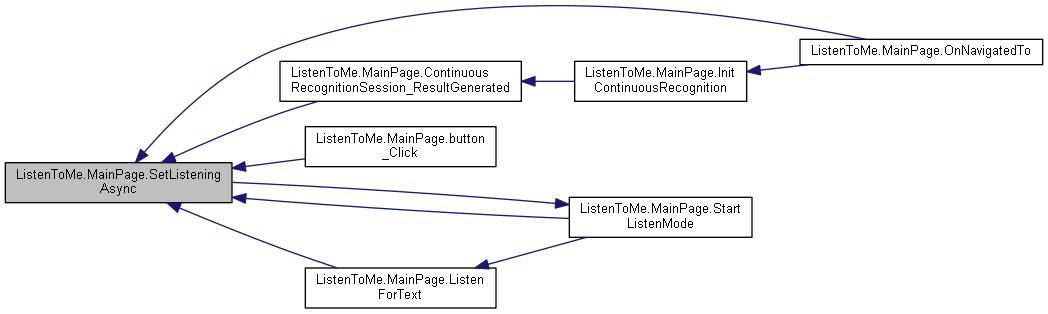 ListenToMe.MainPage.OnNavigatedTo
ListenToMe.MainPage.Continuous
RecognitionSession_ResultGenerated
ListenToMe.MainPage.Init
ContinuousRecognition
ListenToMe.MainPage.button
_Click
ListenToMe.MainPage.SetListening
Async
ListenToMe.MainPage.Start
ListenMode
ListenToMe.MainPage.Listen
ForText